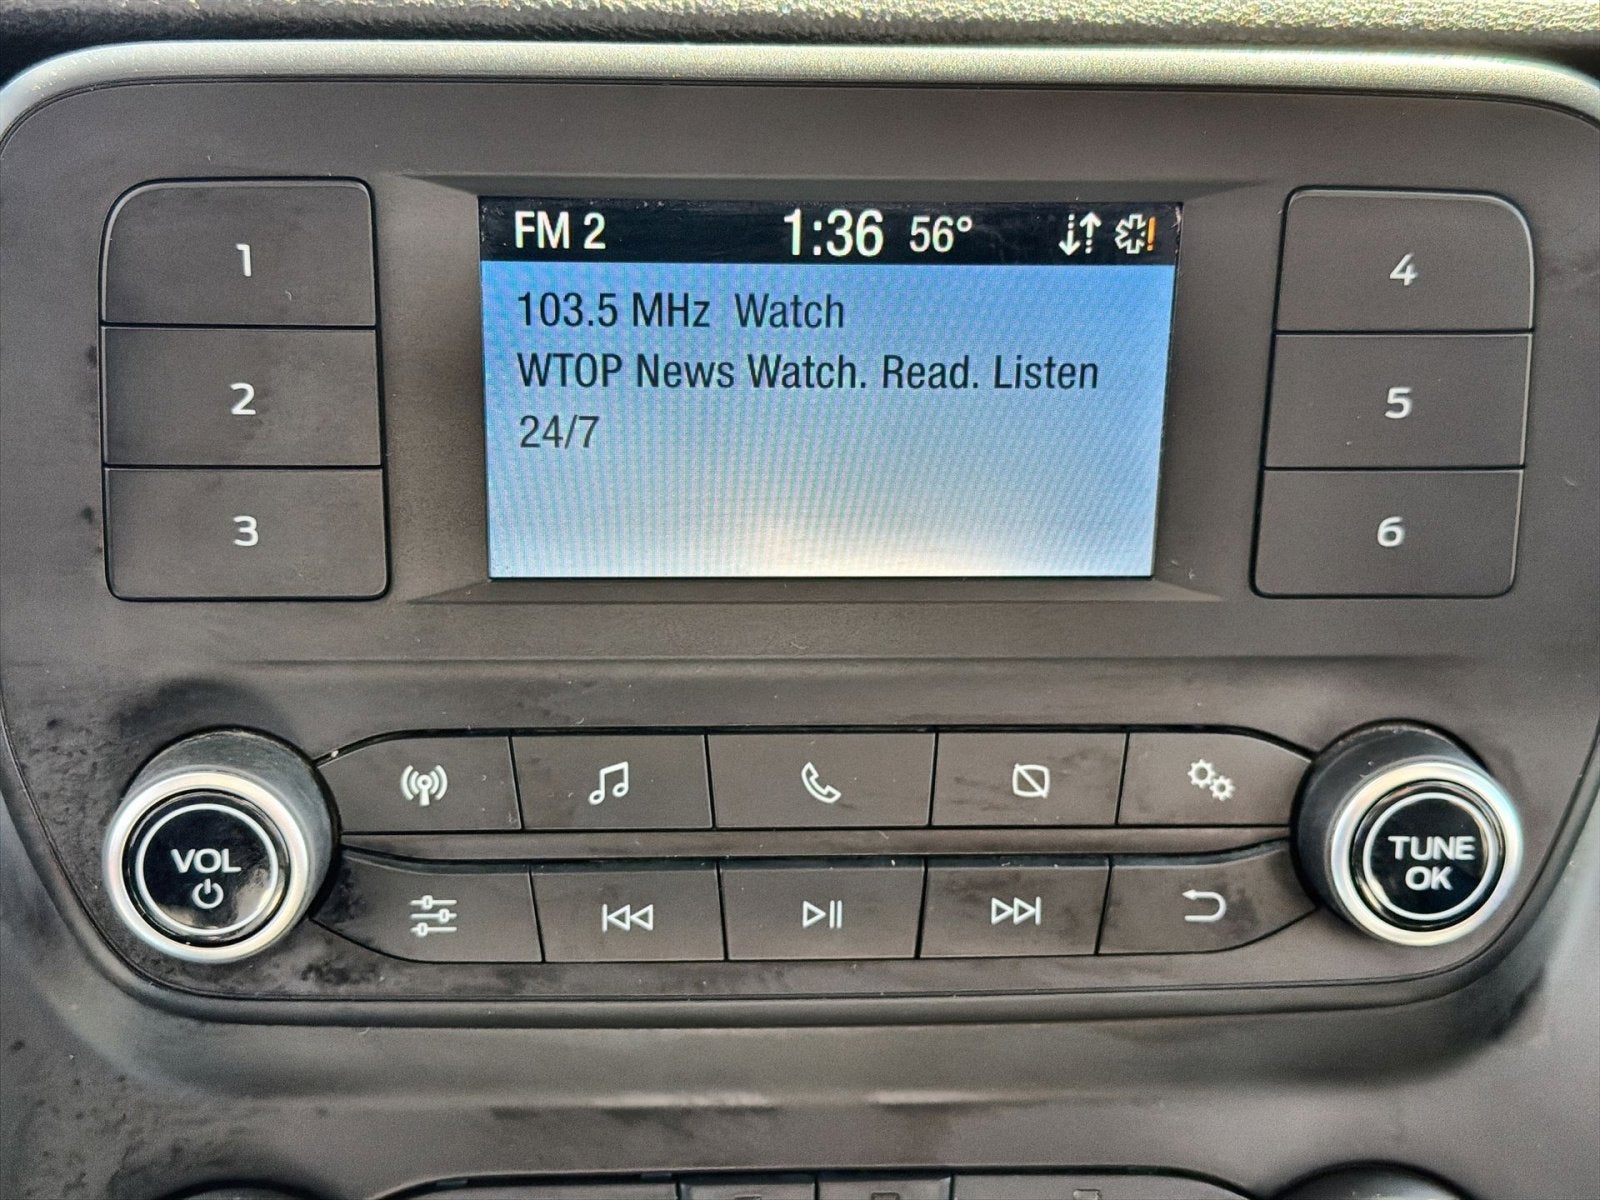 FM 2 1:36 56° !
103.5 MHz Watch
WTOP News Watch. Read. Listen
24/7
1
2
3
4
5
6
VOL
TUNE
OK